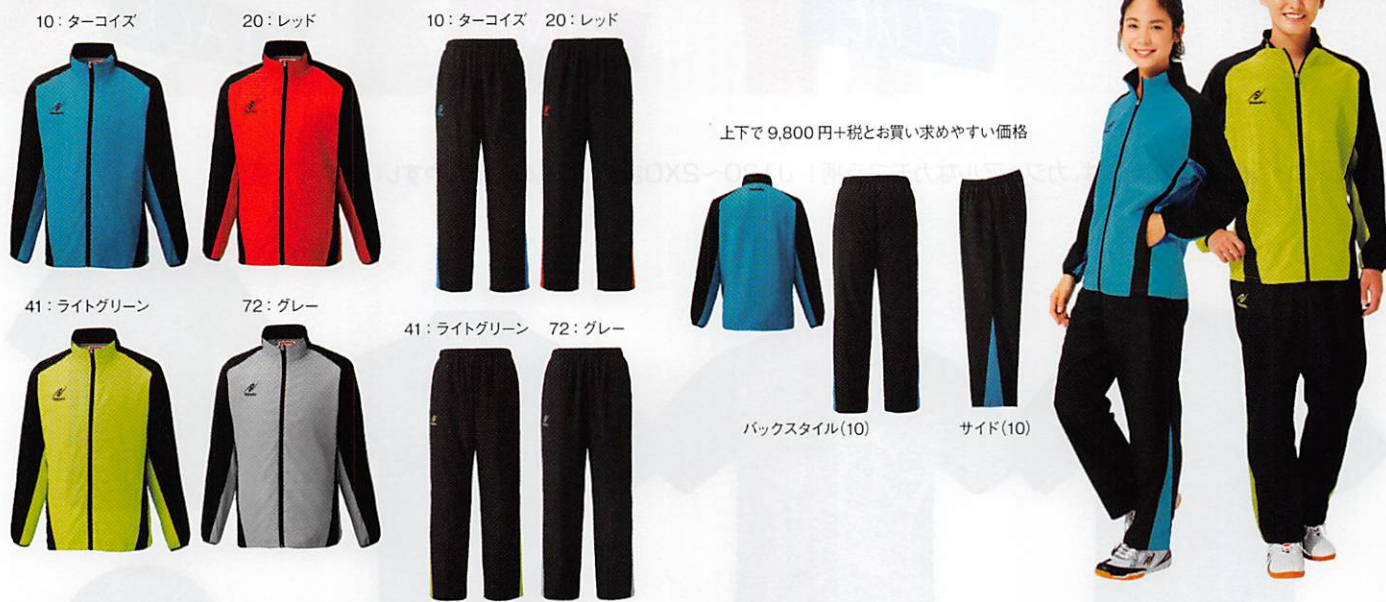 10：ターコイズ
20：レッド
10：ターコイズ
20：レッド
上下で 9,800 円+税とお買い求めやすい価格
41：ライトグリーン
72：グレー
41：ライトグリーン
72：グレー
バックスタイル(10)
サイド(10)